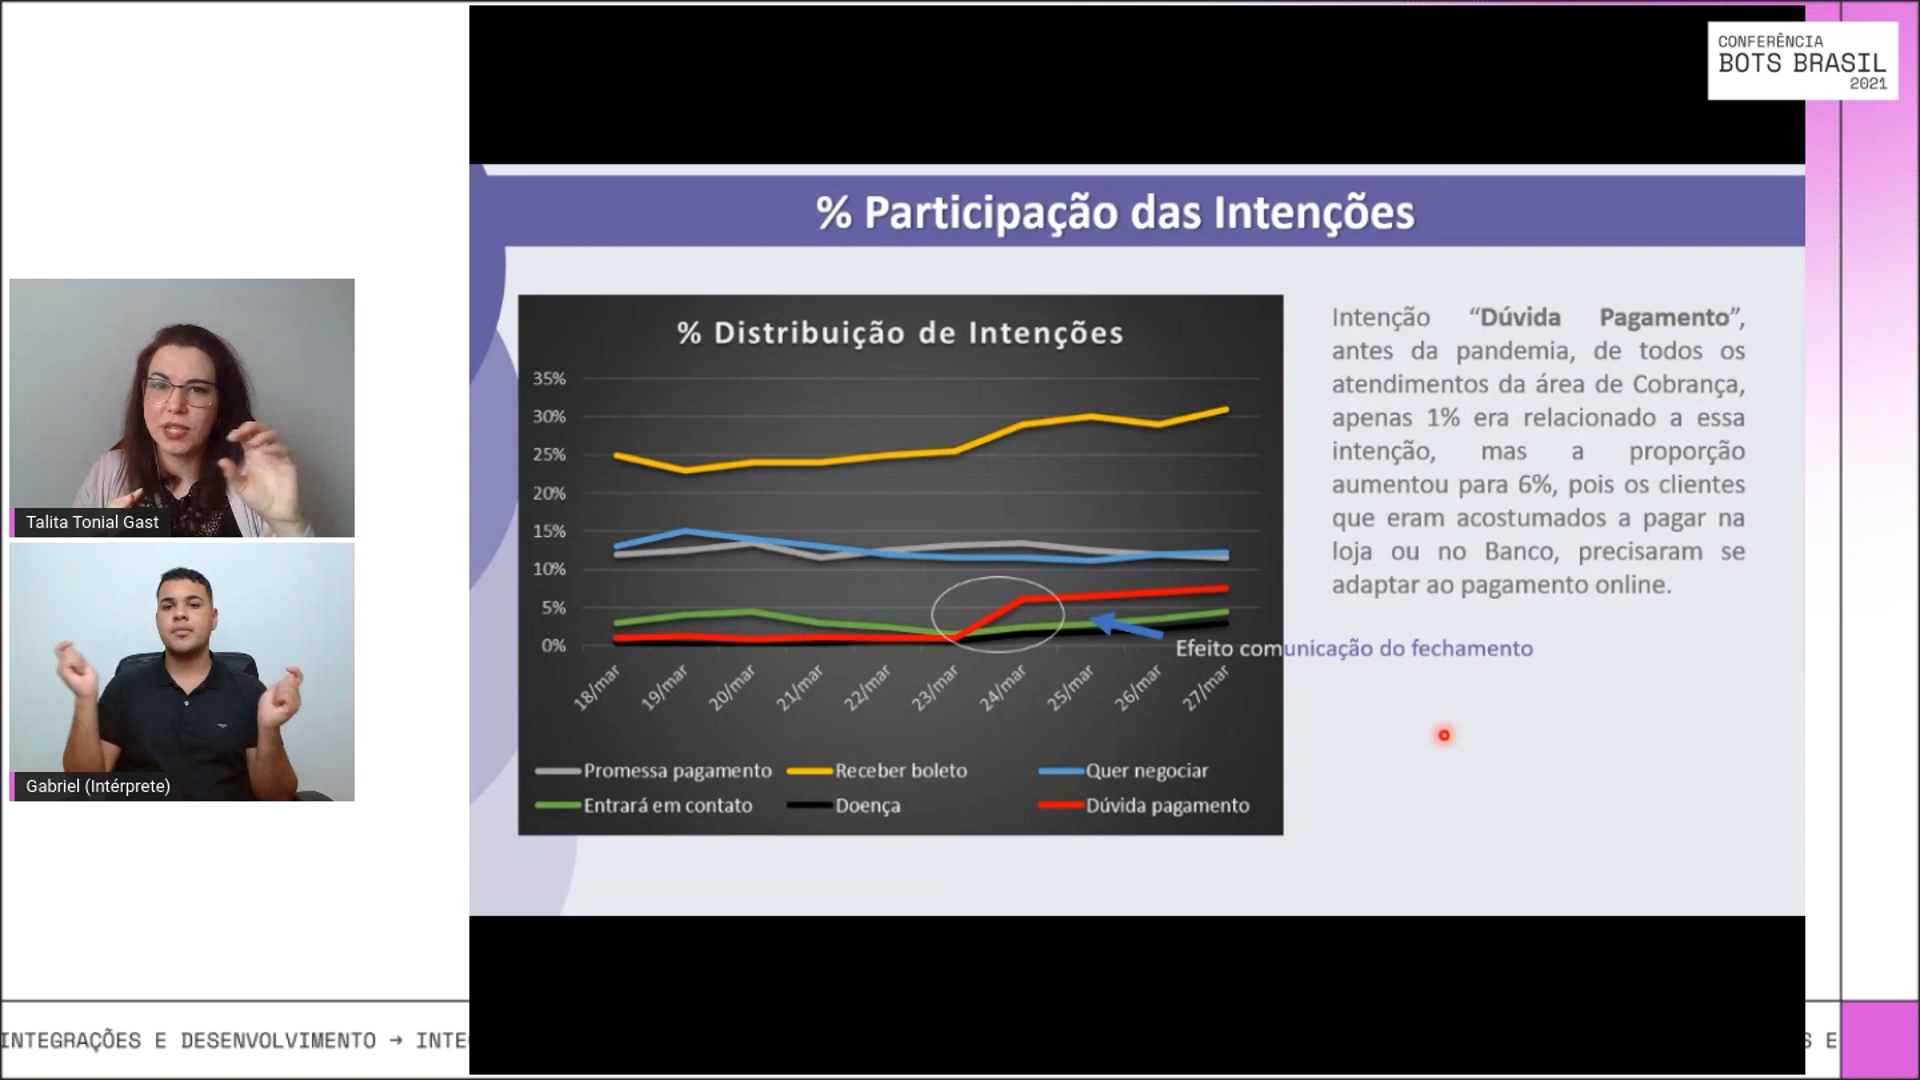 CONFERÊNCIA
BOTS BRASIL
2021
% Participação das Intenções
% Distribuição de Intenções
35%
30%
25%
20%
15%
10%
5%
0%
18/mar
19/mar
20/mar
21/mar
22/mar
23/mar
24/mar
25/mar
26/mar
27/mar
Promessa pagamento
Receber boleto
Quer negociar
Entrará em contato
Doença
Dúvida pagamento
Intenção “Dúvida Pagamento”,
antes da pandemia, de todos os
atendimentos da área de Cobrança,
apenas 1% era relacionado a essa
intenção, mas a proporção
aumentou para 6%, pois os clientes
que eram acostumados a pagar na
loja ou no Banco, precisaram se
adaptar ao pagamento online.
Efeito comunicação do fechamento
Talita Tonial Gast
Gabriel (Intérprete)
INTEGRAÇÕES E DESENVOLVIMENTO → INTE
S E